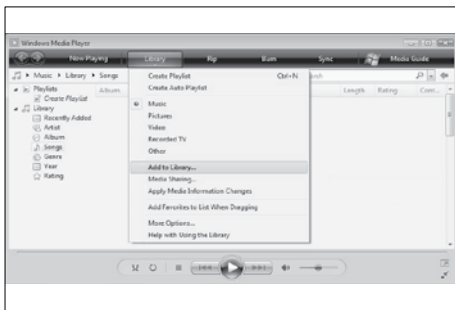 Windows Media Player
Now Playing Library Rip Burn Sync Media Guide
Music Library Songs
Playlists
Create Playlist
Library
Recently Added
Artist
Album
Songs
Genre
Year
Rating
Album Length Rating
Create Playlist Ctrl+N
Create Auto Playlist
Music
Pictures
Video
Recorded TV
Other
Add to Library...
Media Sharing...
Apply Media Information Changes
Add Favorites to List When Dragging
More Options...
Help with Using the Library